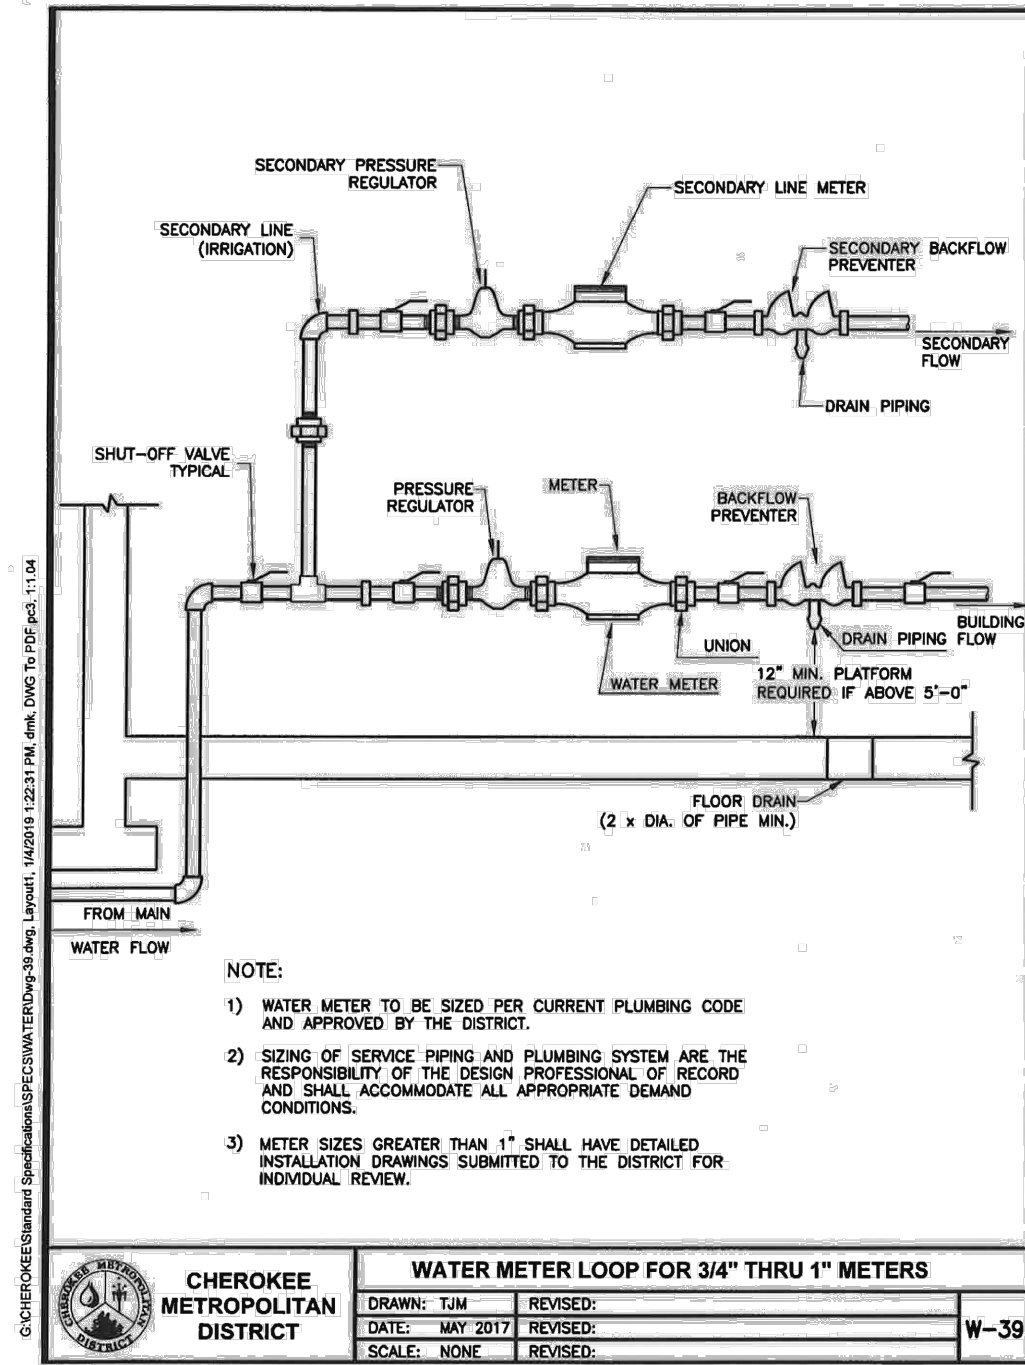 SECONDARY PRESSURE
REGULATOR
SECONDARY LINE METER
SECONDARY LINE
(IRRIGATION)
SECONDARY BACKFLOW
PREVENTER
SECONDARY
FLOW
DRAIN PIPING
SHUT-OFF VALVE
TYPICAL
PRESSURE
REGULATOR
METER
BACKFLOW
PREVENTER
BUILDING
FLOW
DRAIN PIPING
UNION
WATER METER
12" MIN. PLATFORM
REQUIRED IF ABOVE 5'-0"
FLOOR DRAIN
(2 x DIA. OF PIPE MIN.)
FROM MAIN
WATER FLOW
NOTE:
1) WATER METER TO BE SIZED PER CURRENT PLUMBING CODE
AND APPROVED BY THE DISTRICT.
2) SIZING OF SERVICE PIPING AND PLUMBING SYSTEM ARE THE
RESPONSIBILITY OF THE DESIGN PROFESSIONAL OF RECORD
AND SHALL ACCOMMODATE ALL APPROPRIATE DEMAND
CONDITIONS.
3) METER SIZES GREATER THAN 1" SHALL HAVE DETAILED
INSTALLATION DRAWINGS SUBMITTED TO THE DISTRICT FOR
INDIVIDUAL REVIEW.
G:\CHEROKEE\Standard Specifications\SPECS\WATER\Dwg-39.dwg, Layout1, 1/4/2019 1:22:31 PM, dmk, DWG To PDF.pc3, 1:1.04
CHEROKEE METROPOLITAN
DISTRICT
CHEROKEE
METROPOLITAN
DISTRICT
WATER METER LOOP FOR 3/4" THRU 1" METERS
DRAWN: TJM REVISED:
DATE: MAY 2017 REVISED:
SCALE: NONE REVISED:
W-39